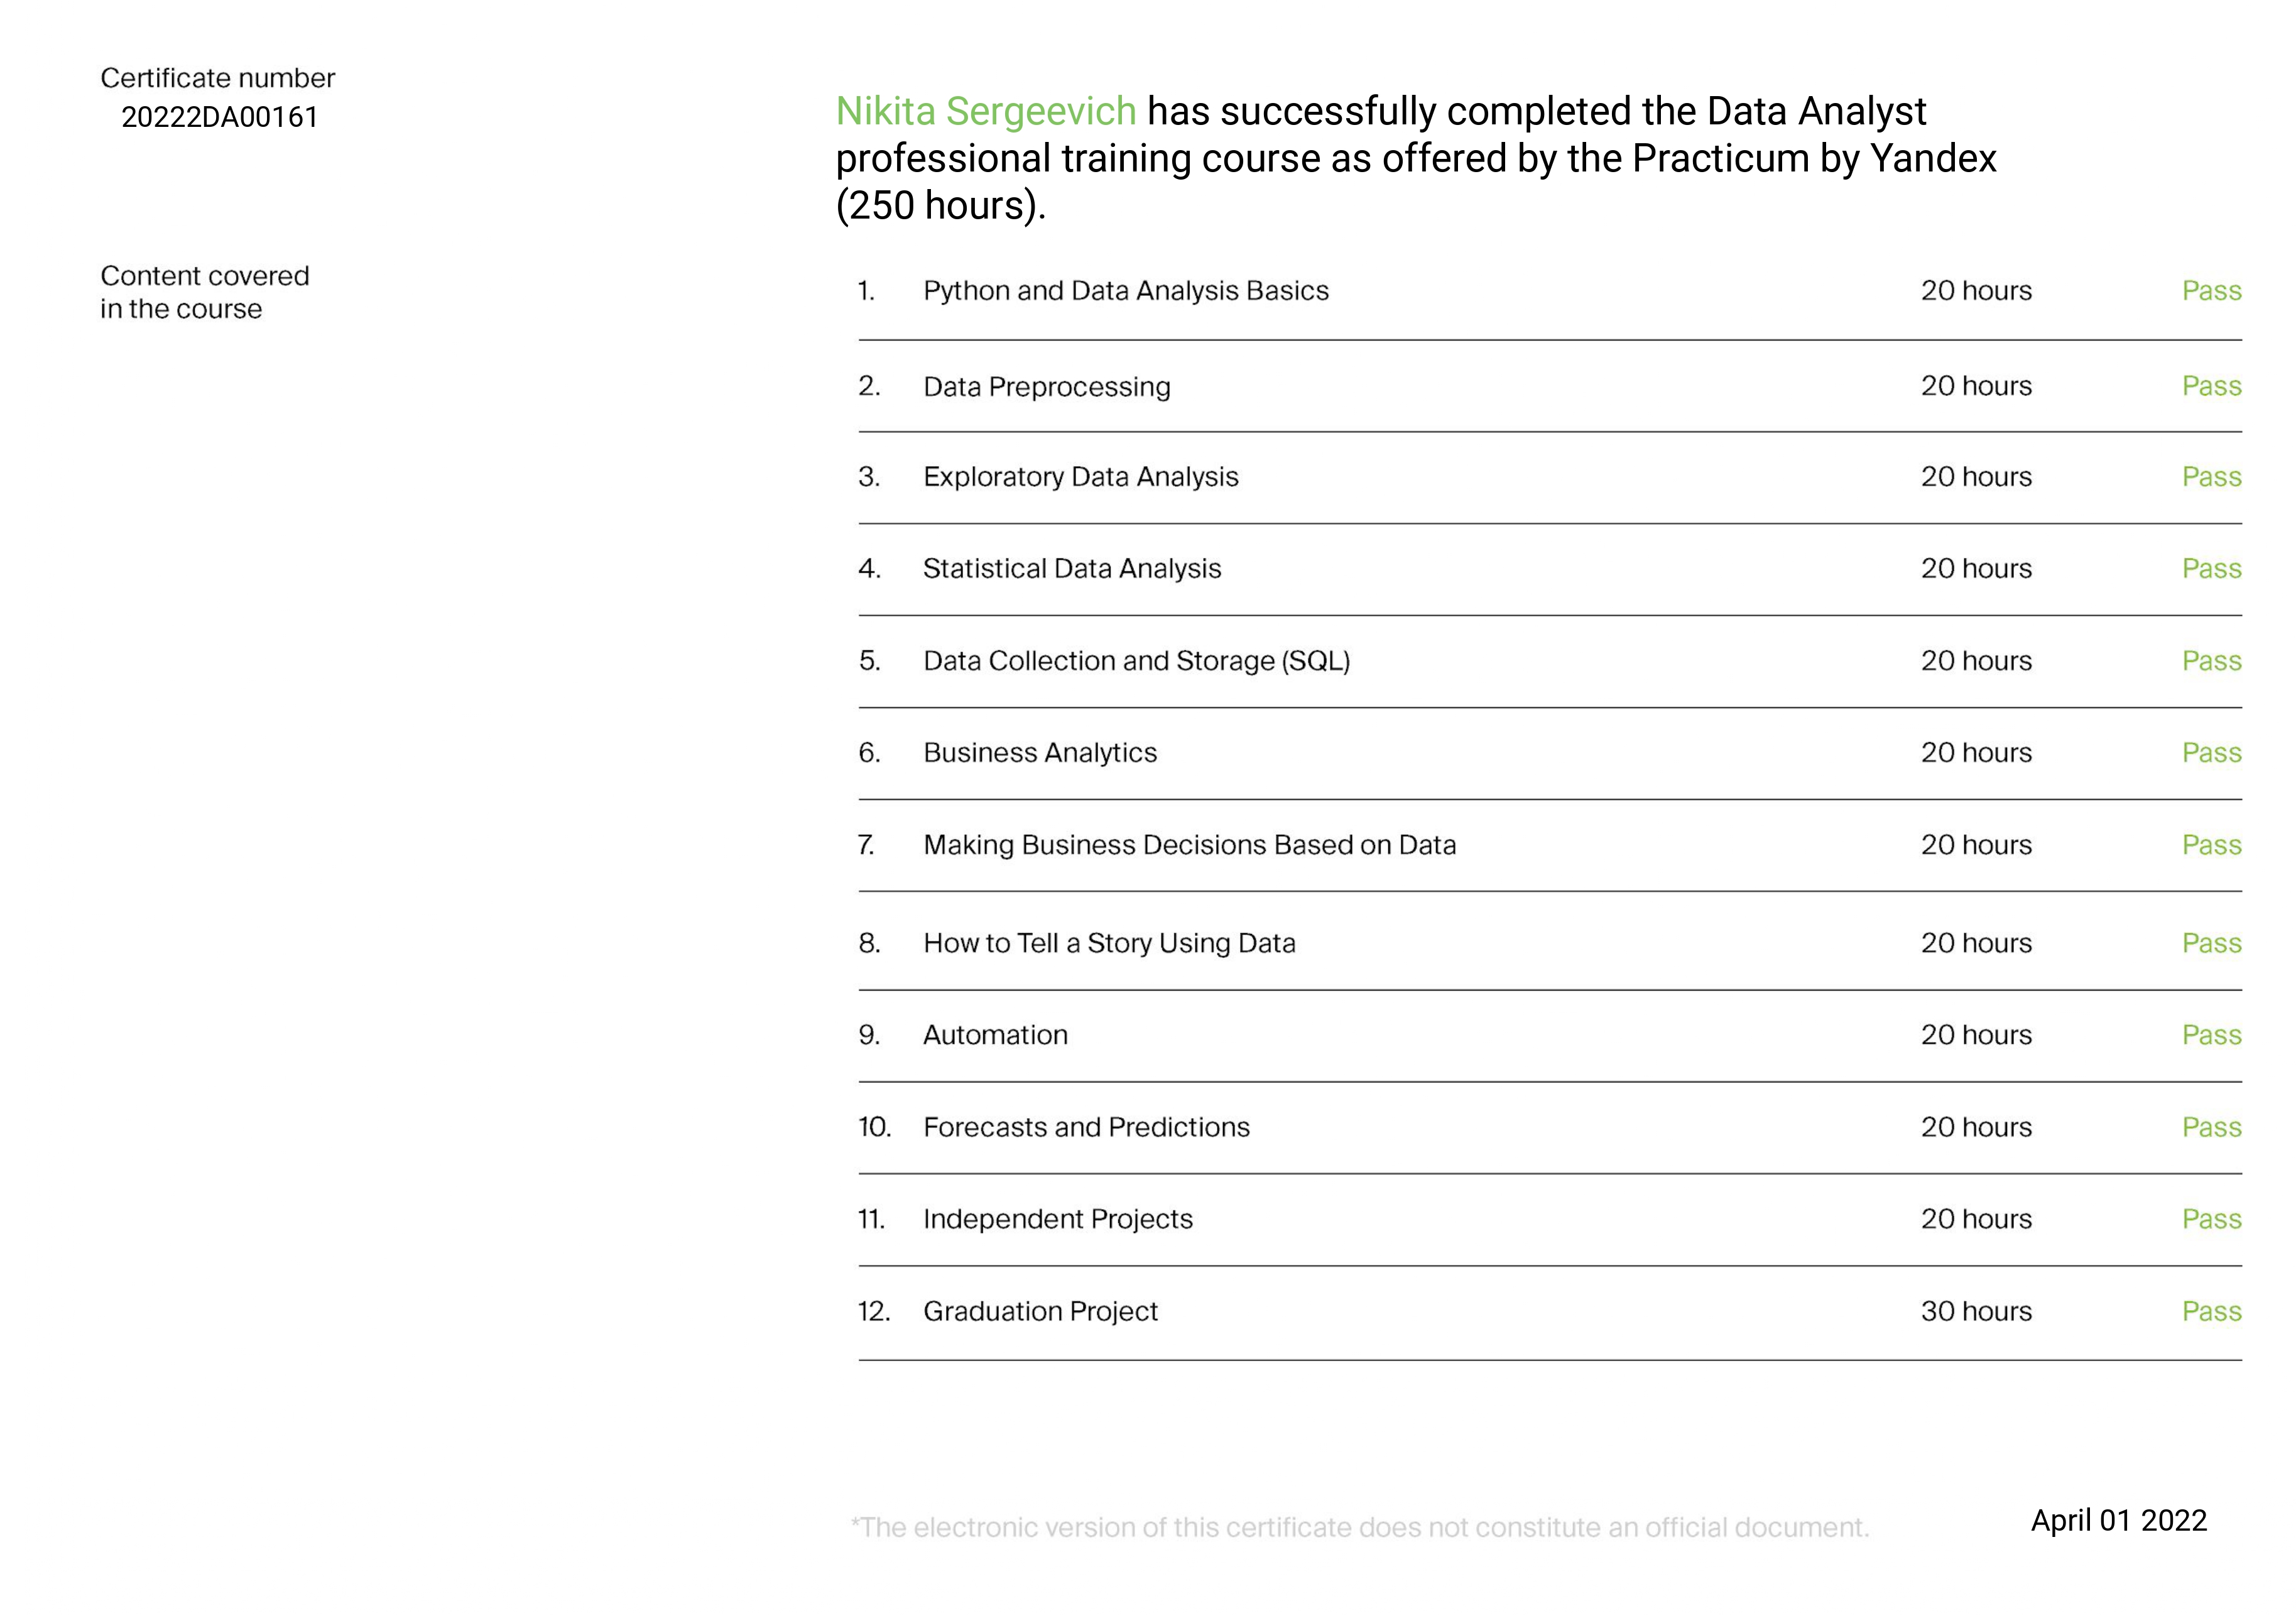 Certificate number
20222DA00161
Nikita Sergeevich has successfully completed the Data Analyst
professional training course as offered by the Practicum by Yandex
(250 hours).
Content covered
in the course
1. Python and Data Analysis Basics 20 hours Pass
2. Data Preprocessing 20 hours Pass
3. Exploratory Data Analysis 20 hours Pass
4. Statistical Data Analysis 20 hours Pass
5. Data Collection and Storage (SQL) 20 hours Pass
6. Business Analytics 20 hours Pass
7. Making Business Decisions Based on Data 20 hours Pass
8. How to Tell a Story Using Data 20 hours Pass
9. Automation 20 hours Pass
10. Forecasts and Predictions 20 hours Pass
11. Independent Projects 20 hours Pass
12. Graduation Project 30 hours Pass
*The electronic version of this certificate does not constitute an official document.
April 01 2022